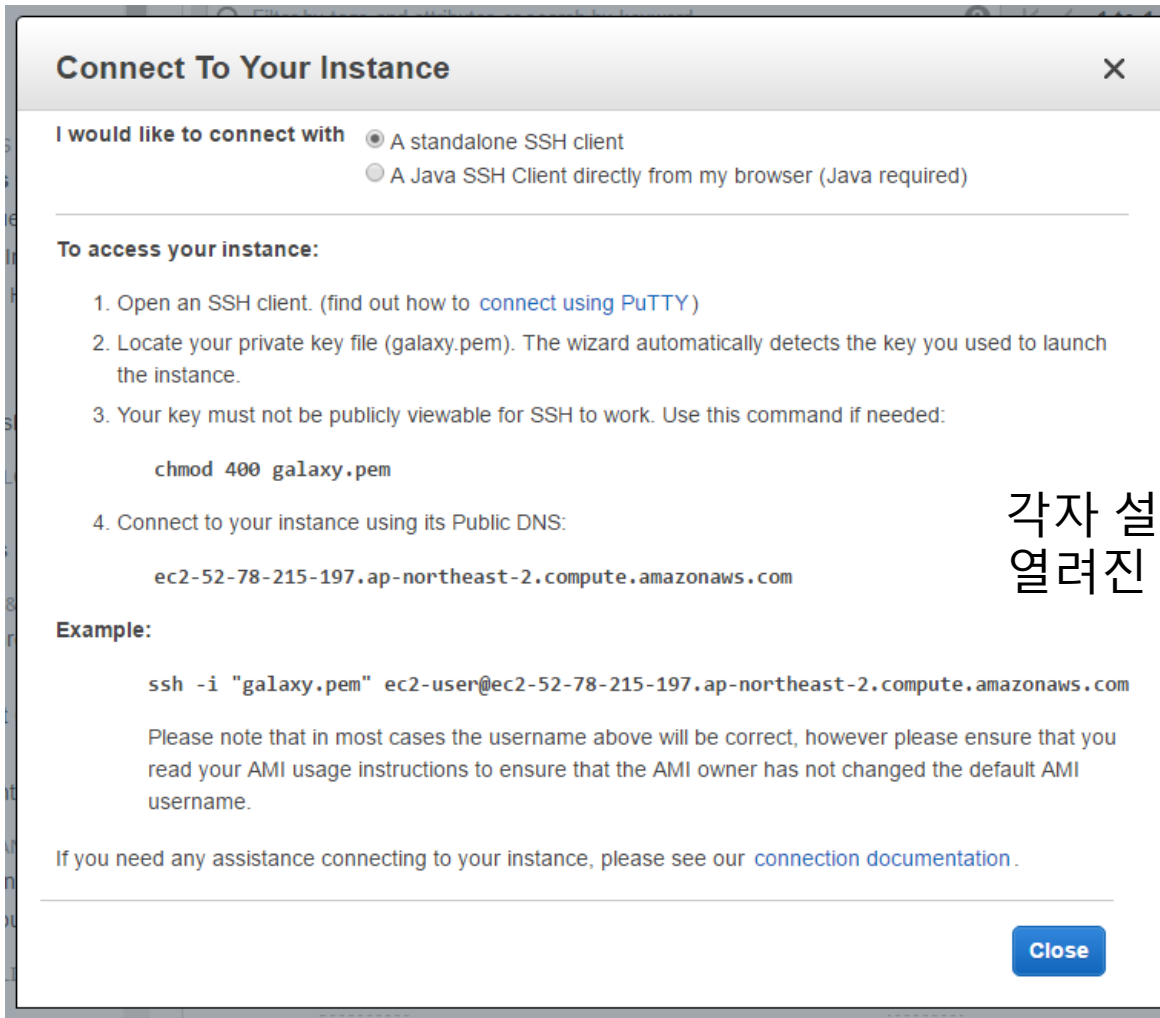 Connect To Your Instance
I would like to connect with
A standalone SSH client
A Java SSH Client directly from my browser (Java required)
To access your instance:
1. Open an SSH client. (find out how to connect using PuTTY)
2. Locate your private key file (galaxy.pem). The wizard automatically detects the key you used to launch
the instance.
3. Your key must not be publicly viewable for SSH to work. Use this command if needed:
chmod 400 galaxy.pem
각자 설
4. Connect to your instance using its Public DNS:
열려진
ec2-52-78-215-197.ap-northeast-2.compute.amazonaws.com
Example:
ssh -i "galaxy.pem" ec2-user@ec2-52-78-215-197.ap-northeast-2.compute.amazonaws.com
Please note that in most cases the username above will be correct, however please ensure that you
read your AMI usage instructions to ensure that the AMI owner has not changed the default AMI
username.
If you need any assistance connecting to your instance, please see our connection documentation.
Close